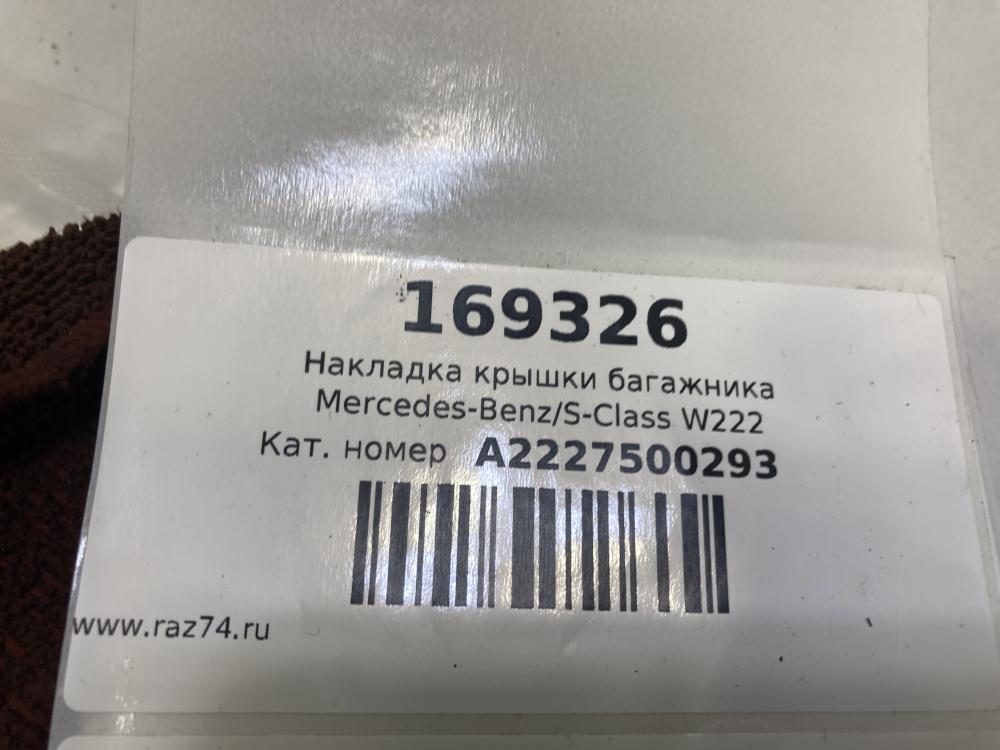 169326
Накладка крышки багажника
Mercedes-Benz/S-Class W222
Кат. номер A2227500293
www.raz74.ru